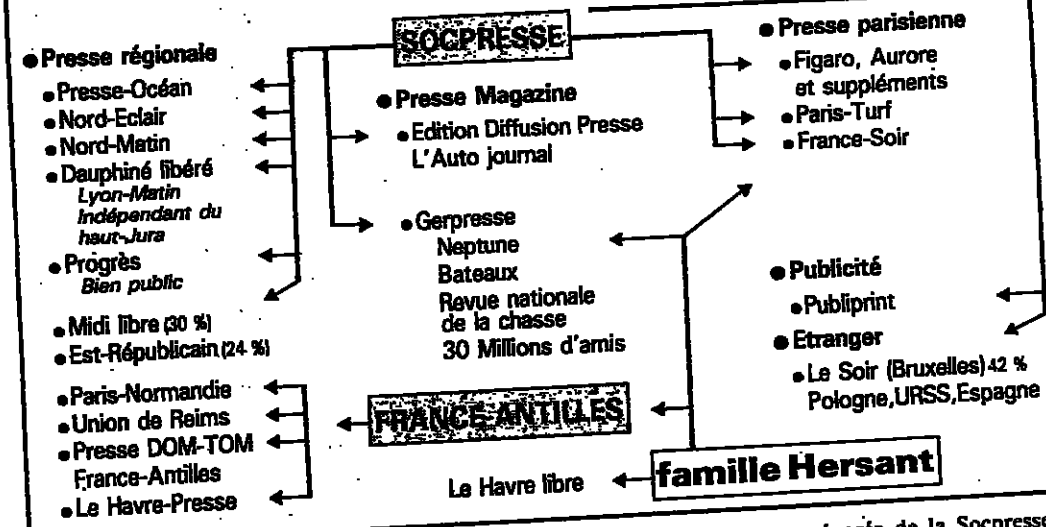 SOCPRESSE
● Presse régionale
● Presse-Océan
● Nord-Eclair
● Nord-Matin
● Dauphiné libéré
Lyon-Matin
Indépendant du
haut-Jura
● Progrès
Bien public
● Midi libre (30 %)
● Est-Républicain (24 %)
● Paris-Normandie
● Union de Reims
● Presse DOM-TOM
France-Antilles
● Le Havre-Presse
● Presse Magazine
● Edition Diffusion Presse
L'Auto journal
● Gerpresse
Neptune
Bateaux
Revue nationale
de la chasse
30 Millions d'amis
FRANCE-ANTILLES
Le Havre libre
famille Hersant
● Presse parisienne
● Figaro, Aurore
et suppléments
● Paris-Turf
● France-Soir
● Publicité
● Publiprint
● Etranger
● Le Soir (Bruxelles) 42 %
Pologne, URSS, Espagne
de la Socpresse